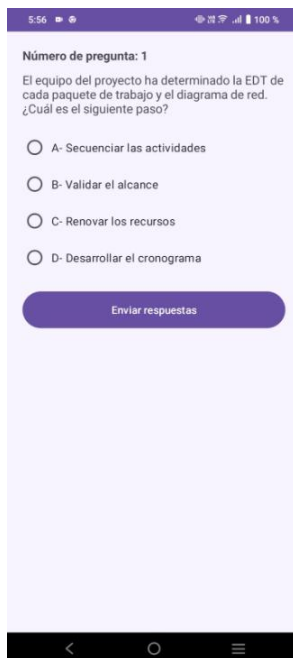 5:56 100 %
Número de pregunta: 1
El equipo del proyecto ha determinado la EDT de
cada paquete de trabajo y el diagrama de red.
¿Cuál es el siguiente paso?
A- Secuenciar las actividades
B- Validar el alcance
C- Renovar los recursos
D- Desarrollar el cronograma
Enviar respuestas